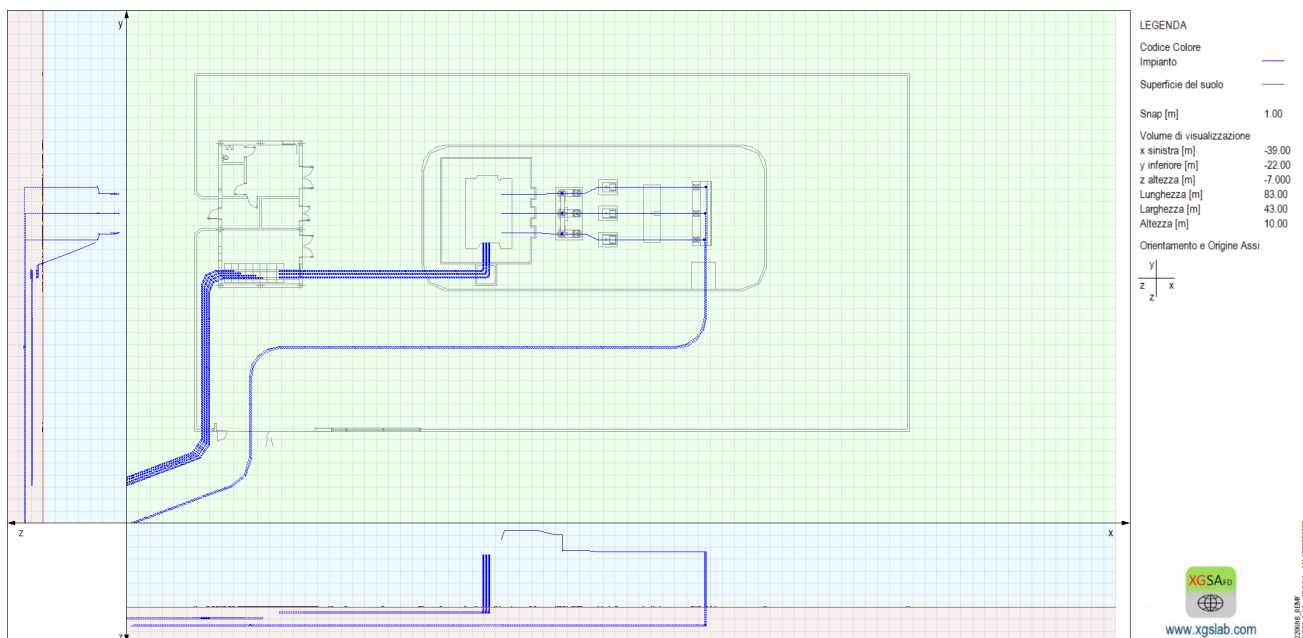 y
z
x
z
LEGENDA
Codice Colore
Impianto
Superficie del suolo
Snap [m] 1.00
Volume di visualizzazione
x sinistra [m] -39.00
y inferiore [m] -22.00
z altezza [m] -7.000
Lunghezza [m] 83.00
Larghezza [m] 43.00
Altezza [m] 10.00
Orientamento e Origine Assi
y
z x
z
XGSA FD
www.xgslab.com